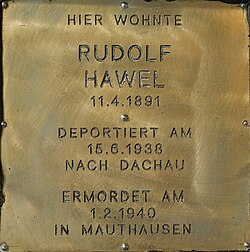 HIER WOHNTE
RUDOLF
HAWEL
11.4.1891
DEPORTIERT AM
15.6.1938
NACH DACHAU
ERMORDET AM
1.2.1940
IN MAUTHAUSEN